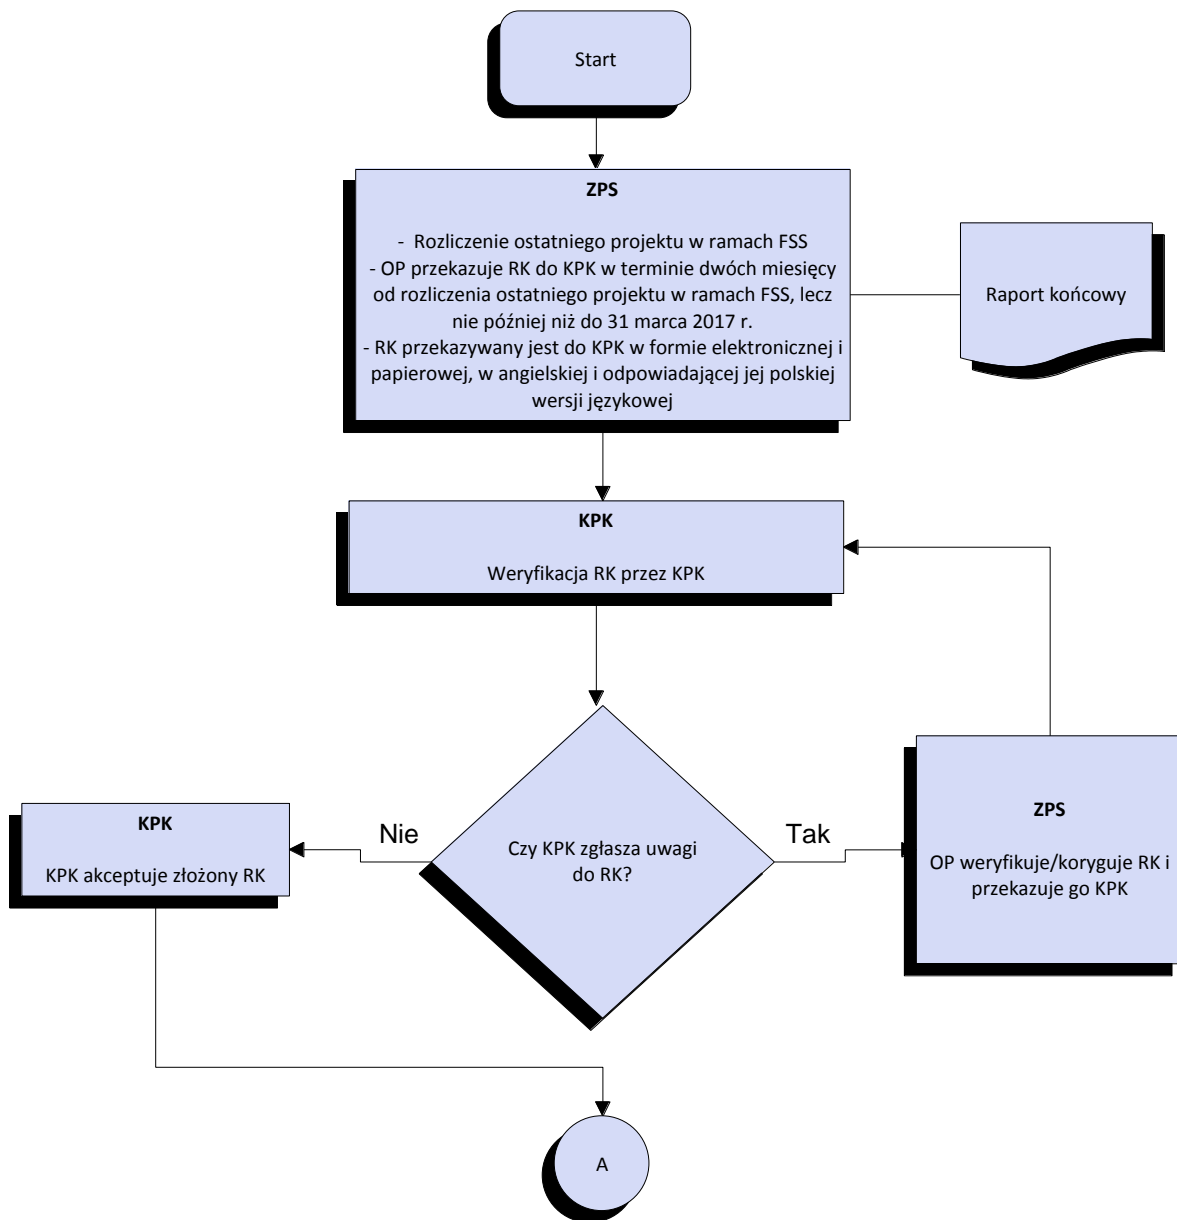 Start
ZPS
- Rozliczenie ostatniego projektu w ramach FSS
- OP przekazuje RK do KPK w terminie dwóch miesięcy
od rozliczenia ostatniego projektu w ramach FSS, lecz
nie później niż do 31 marca 2017 r.
- RK przekazywany jest do KPK w formie elektronicznej i
papierowej, w angielskiej i odpowiadającej jej polskiej
wersji językowej
Raport końcowy
KPK
Weryfikacja RK przez KPK
Czy KPK zgłasza uwagi
do RK?
Nie
Tak
KPK
KPK akceptuje złożony RK
ZPS
OP weryfikuje/koryguje RK i
przekazuje go KPK
A